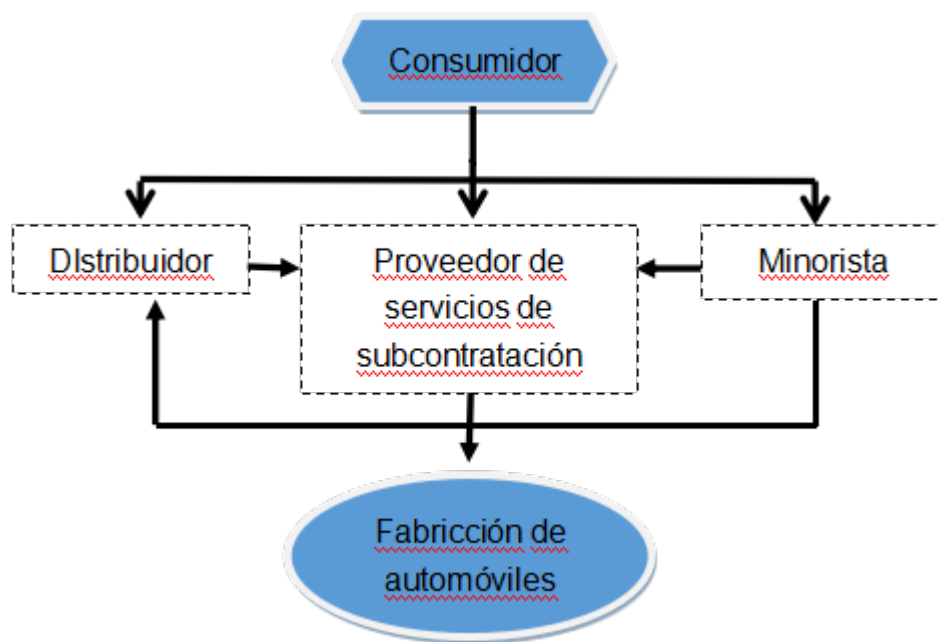 Consumidor
DIstribuidor
Proveedor de
servicios de
subcontratación
Minorista
Fabricción de
automóviles